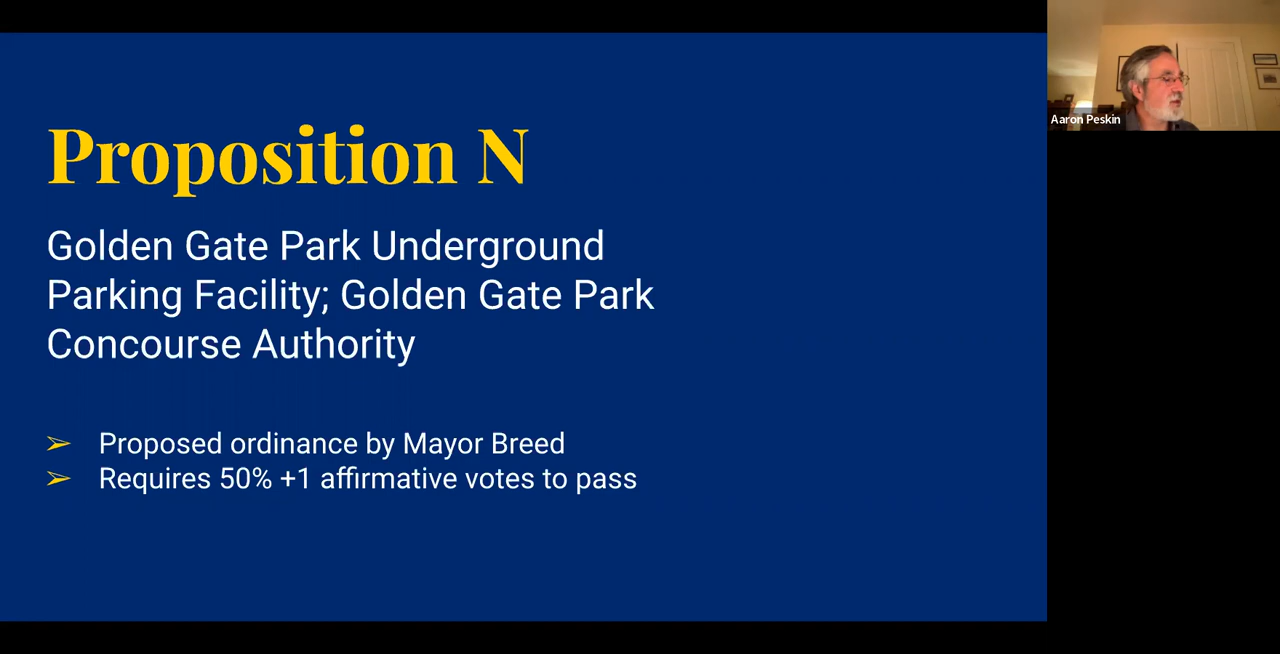 Proposition N
Golden Gate Park Underground
Parking Facility; Golden Gate Park
Concourse Authority
➢ Proposed ordinance by Mayor Breed
➢ Requires 50% +1 affirmative votes to pass
Aaron Peskin